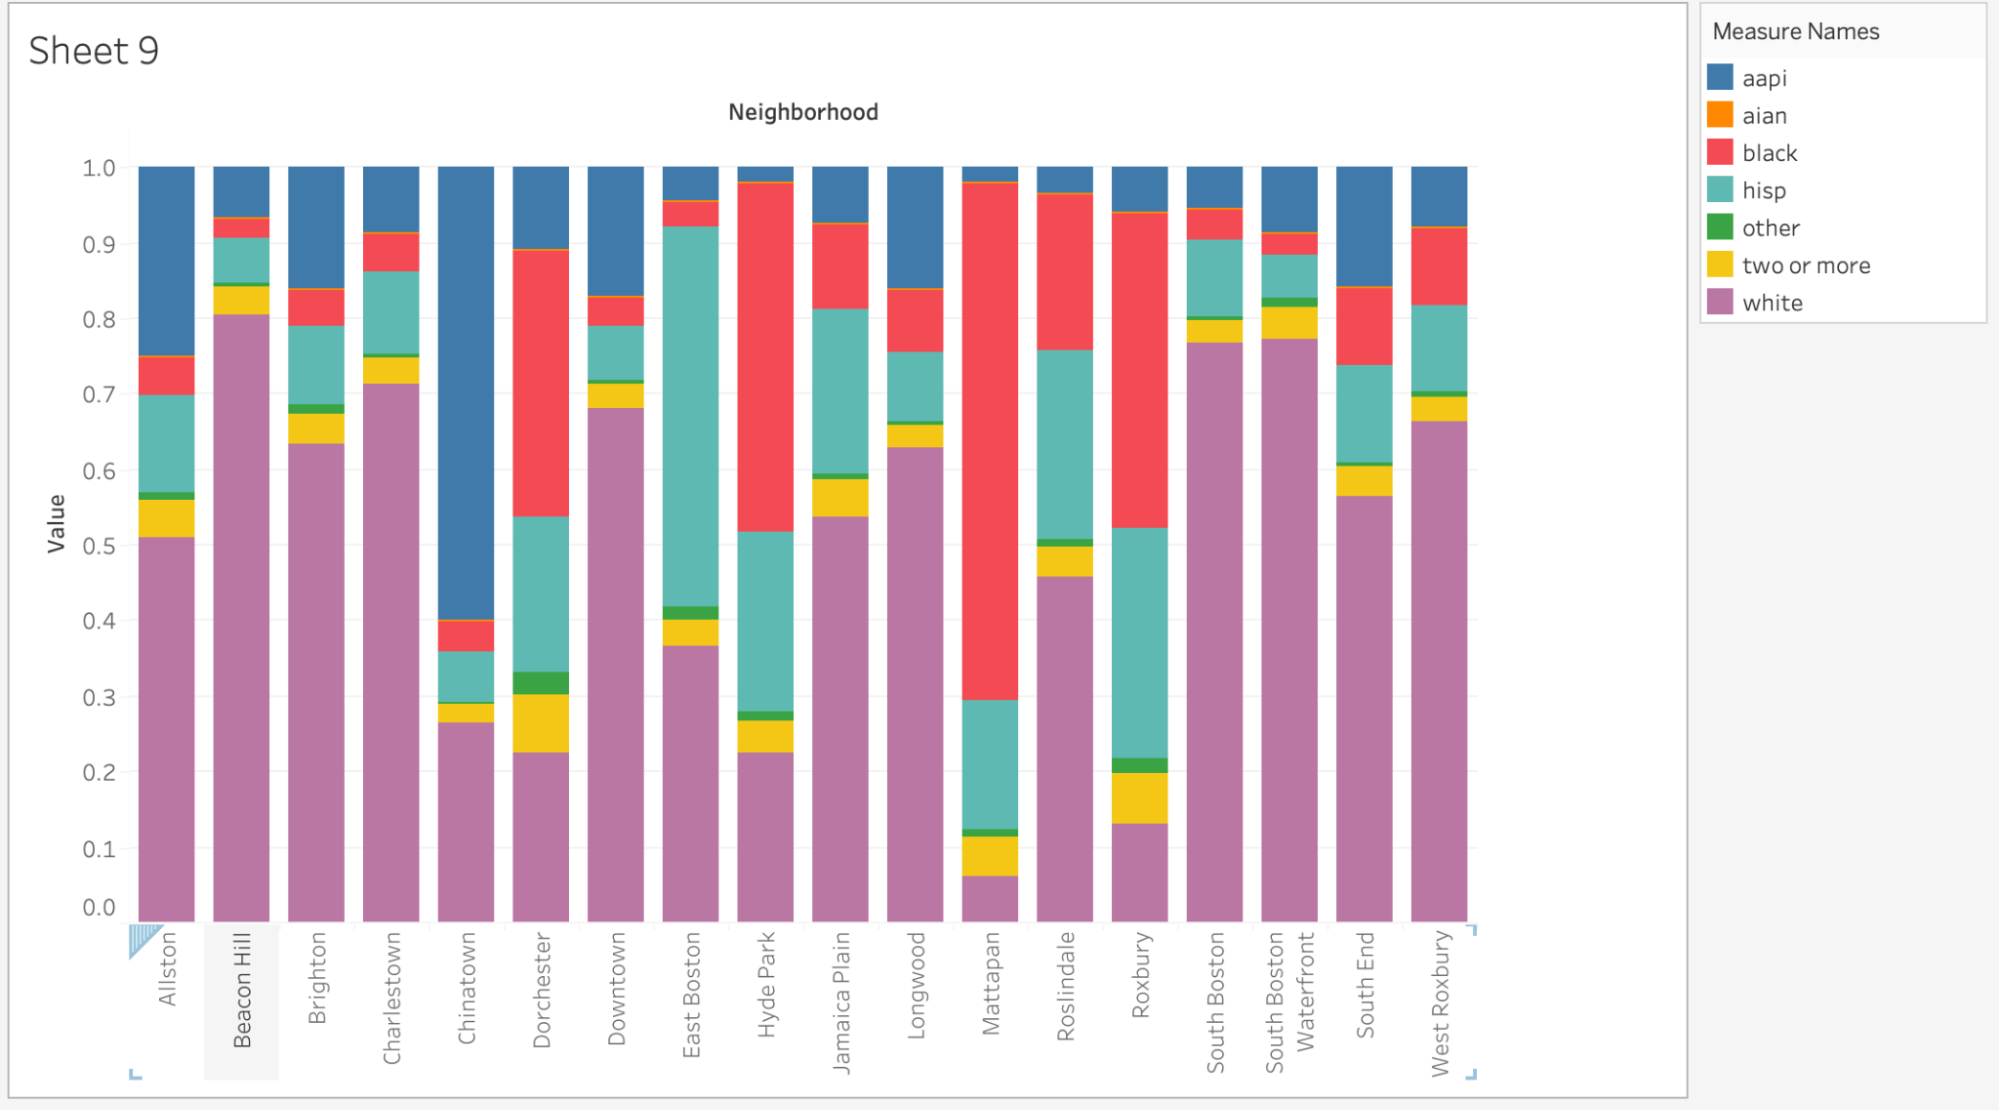 Sheet 9
Neighborhood
Value
1.0
0.9
0.8
0.7
0.6
0.5
0.4
0.3
0.2
0.1
0.0
Allston
Beacon Hill
Brighton
Charlestown
Chinatown
Dorchester
Downtown
East Boston
Hyde Park
Jamaica Plain
Longwood
Mattapan
Roslindale
Roxbury
South Boston
South Boston
Waterfront
South End
West Roxbury
Measure Names
aapi
aian
black
hisp
other
two or more
white